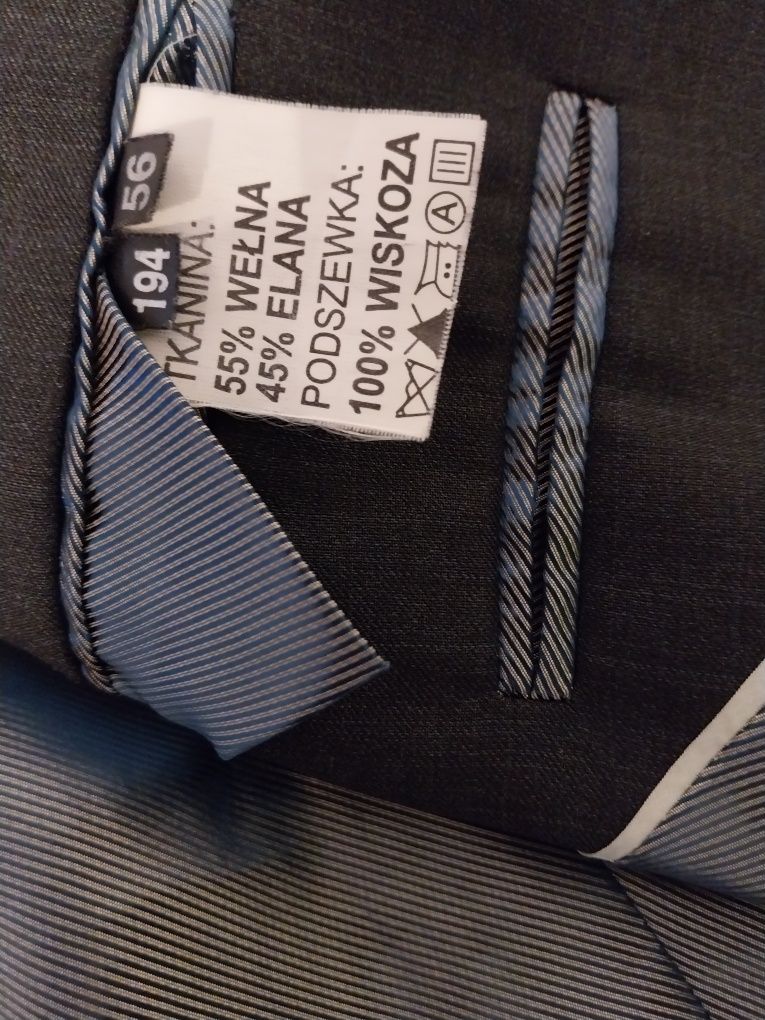 56
194
TKANINA:
55% WEŁNA
45% ELANA
PODSZEWKA:
100% WISKOZA
A